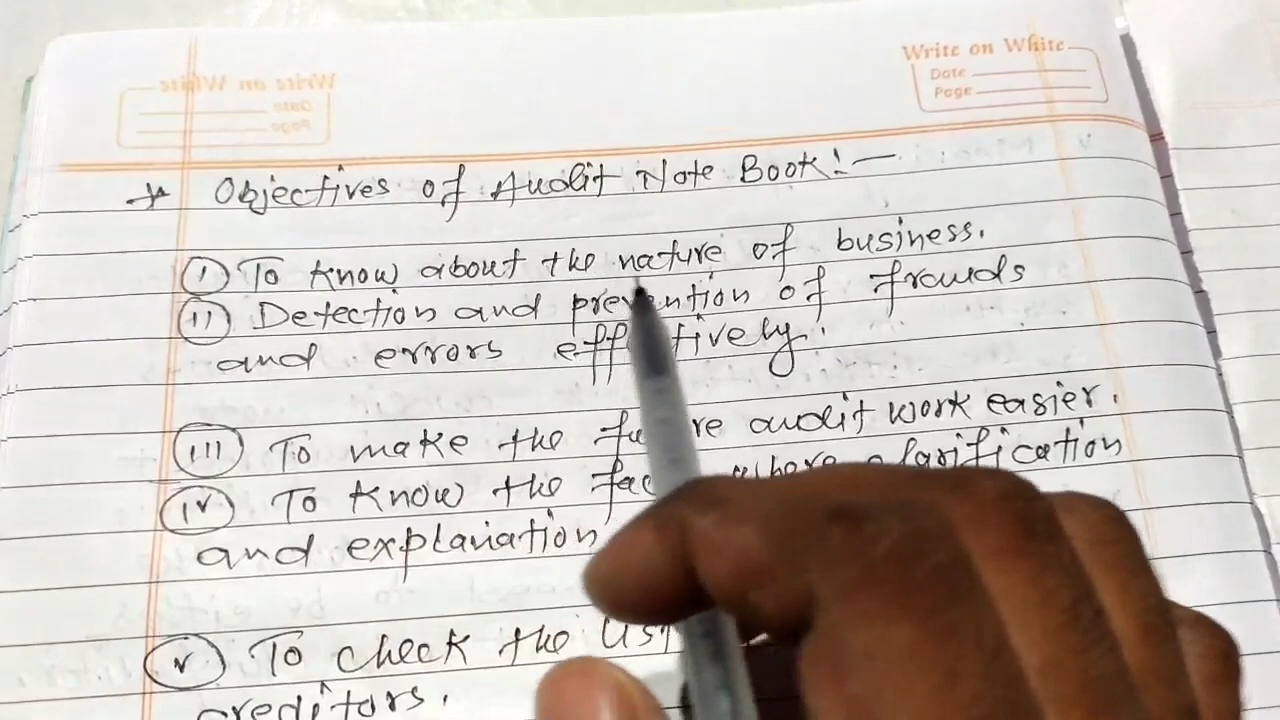 Write on White
Date
Page
Objectives of Audit Note Book:-
(i) To know about the nature of business.
(ii) Detection and prevention of frauds
and errors effectively.
(iii) To make the future audit work easier.
(iv) To know the where clarification
and explanation
(v) To check the
creditors.